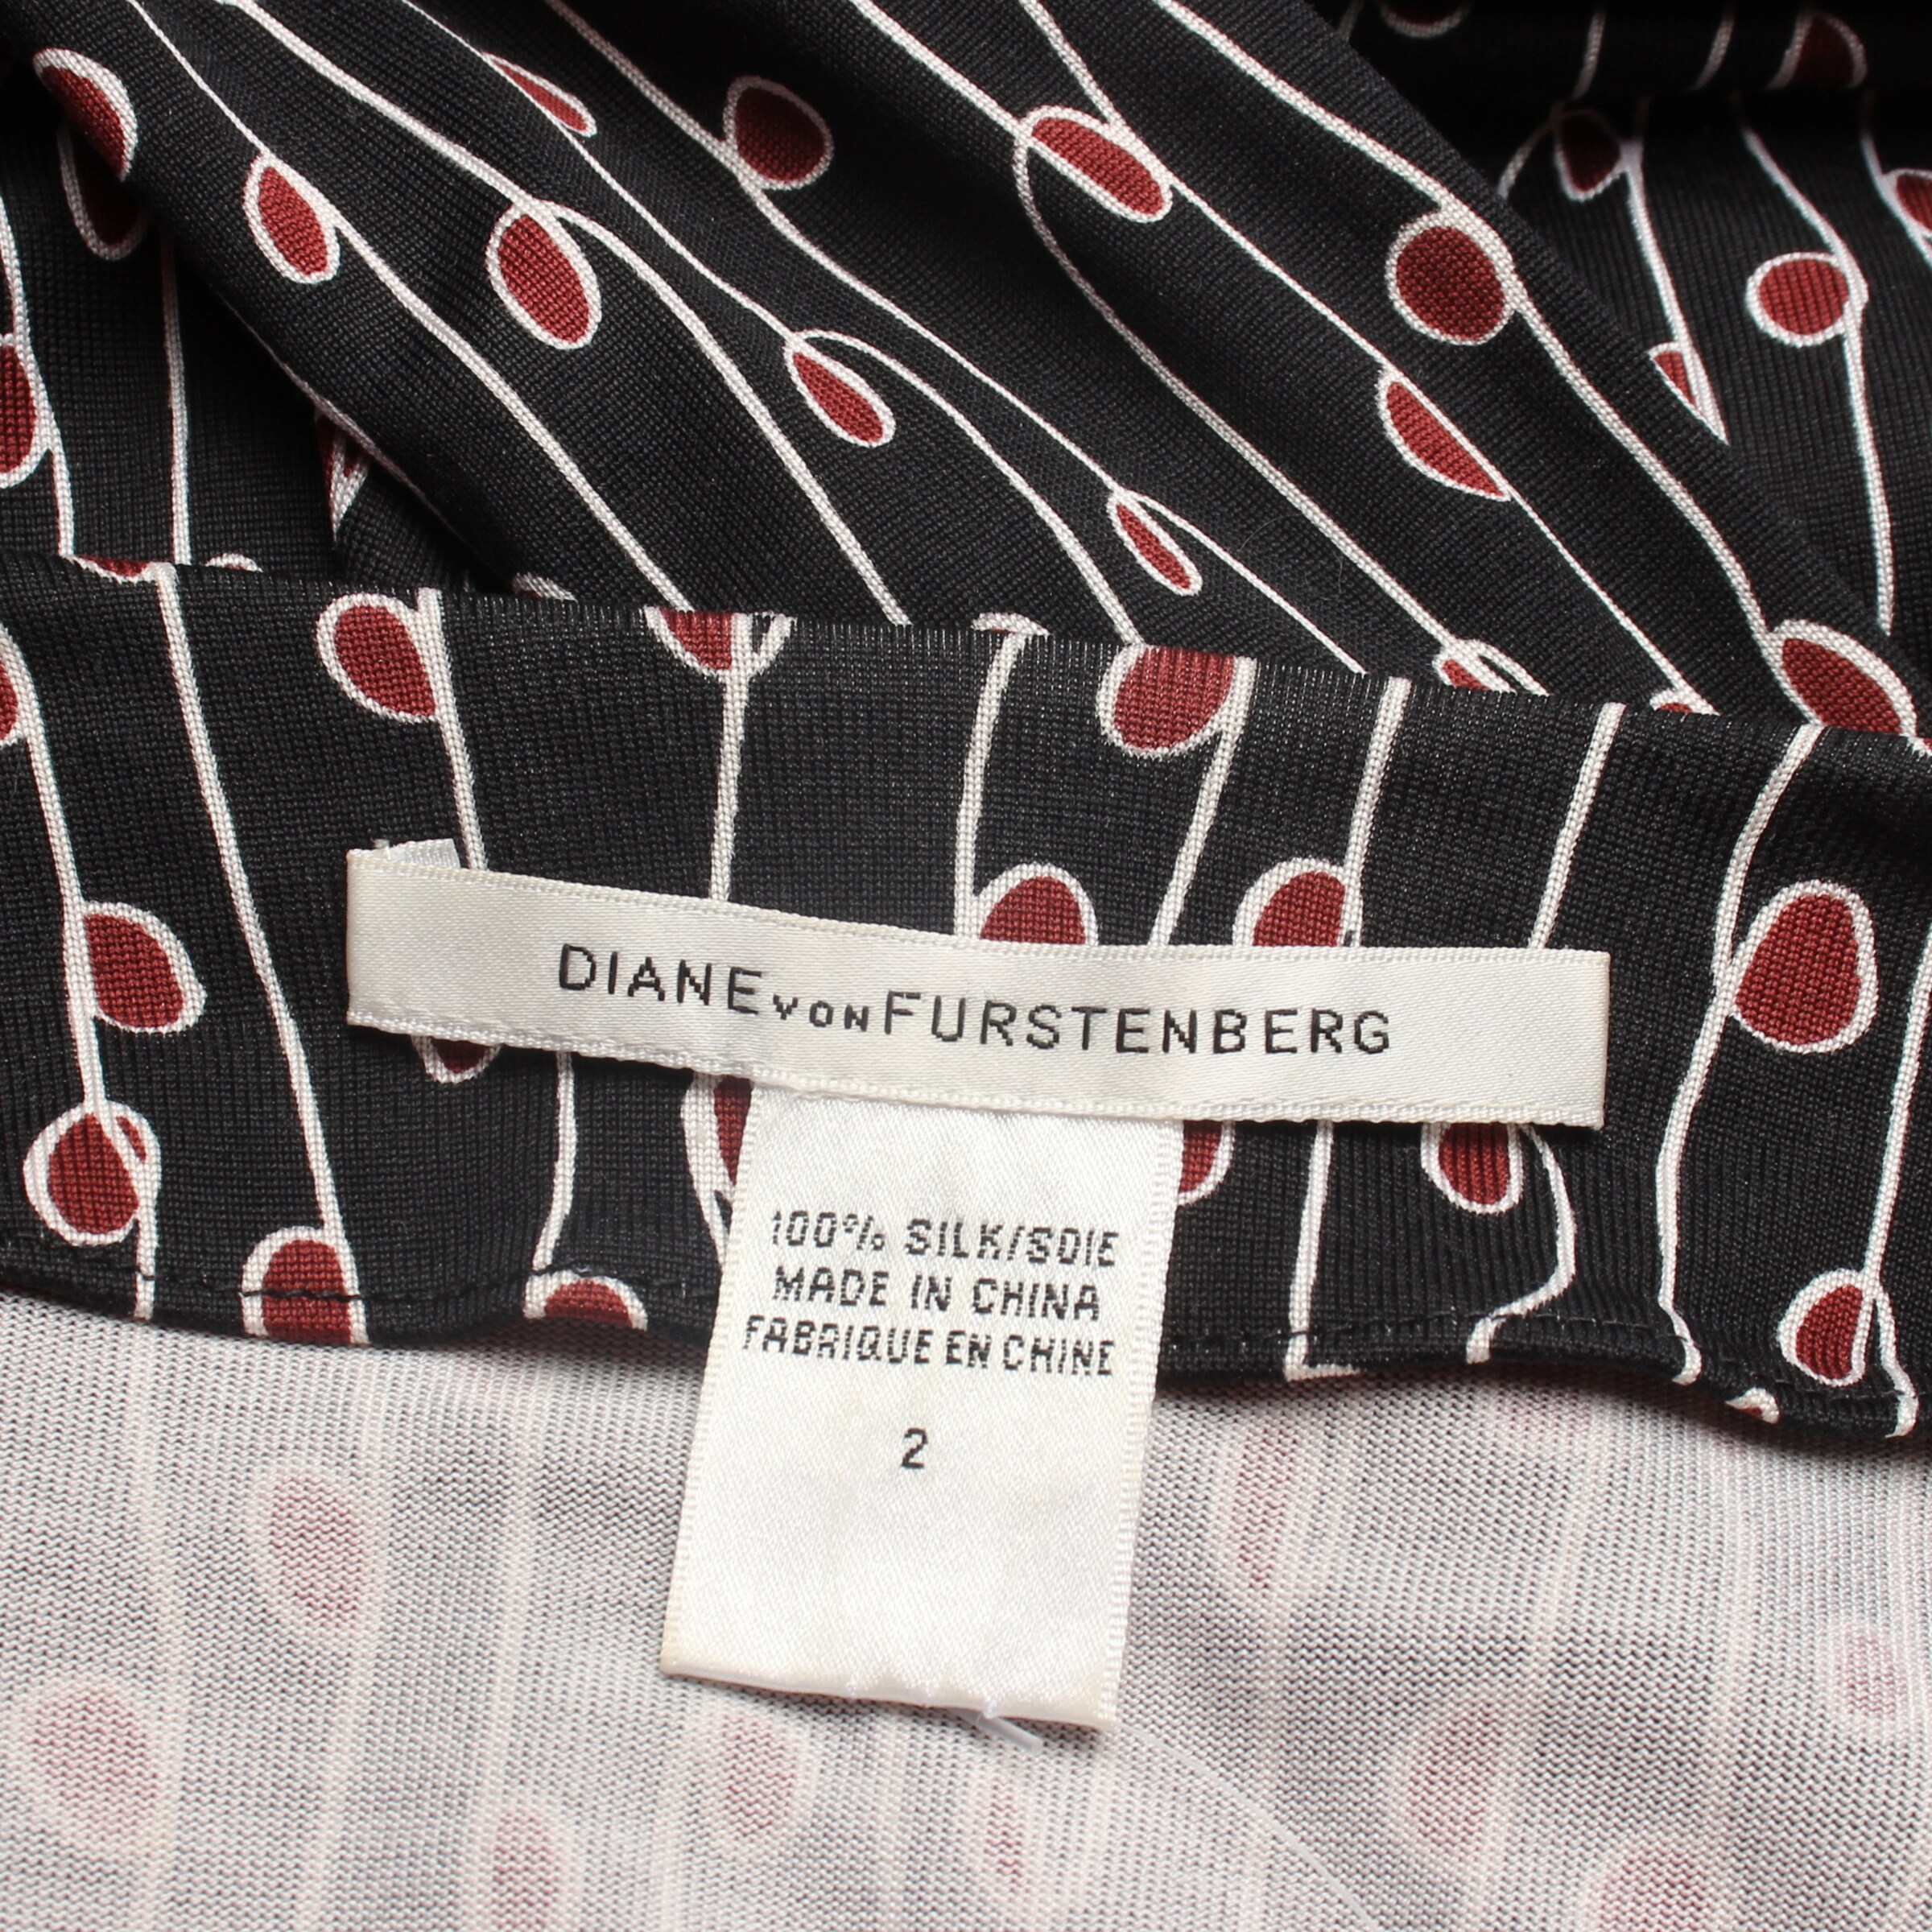 DIANE VON FURSTENBERG
100% SILK/SOIE
MADE IN CHINA
FABRIQUE EN CHINE
2